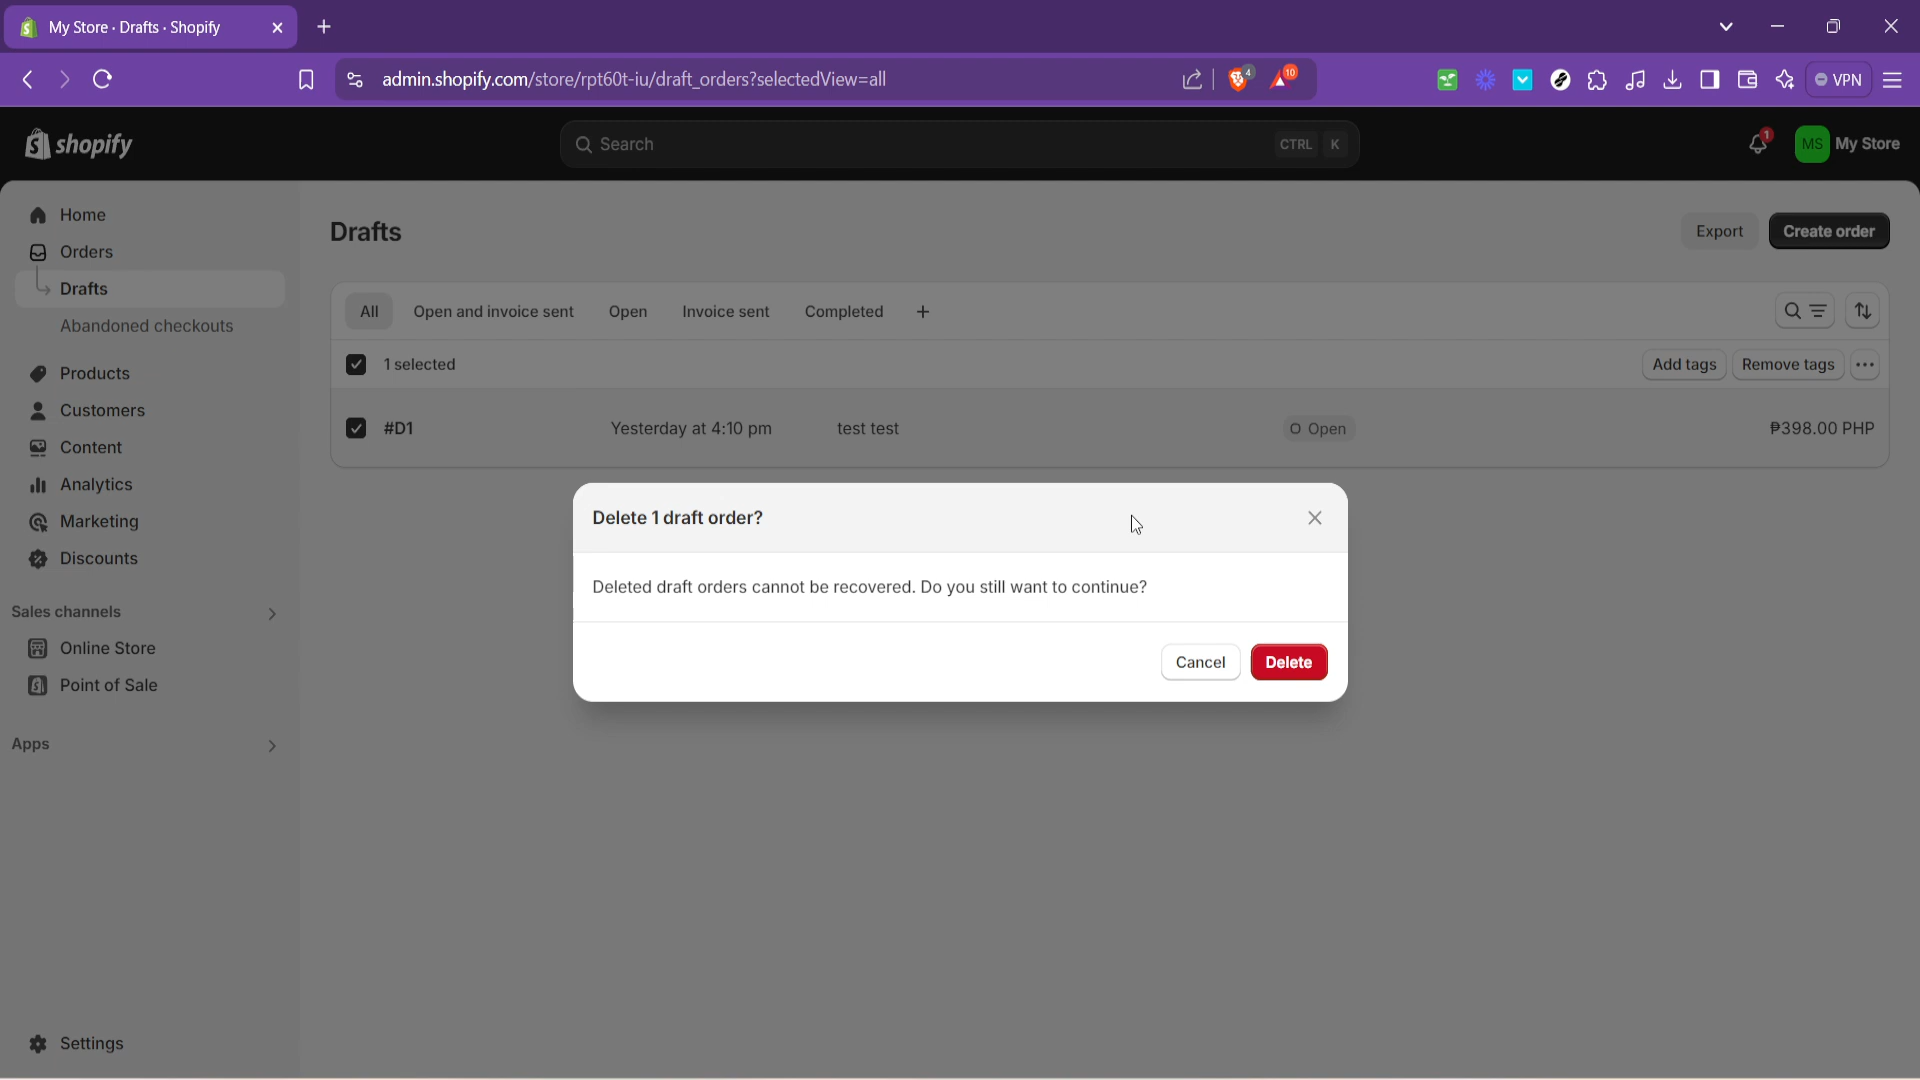 My Store · Drafts · Shopify
admin.shopify.com/store/rpt60t-iu/draft_orders?selectedView=all
4
10
VPN
shopify
Search
CTRL K
1
MS
My Store
Home
Orders
Drafts
Abandoned checkouts
Products
Customers
Content
Analytics
Marketing
Discounts
Sales channels
Online Store
Point of Sale
Apps
Settings
Drafts
Export
Create order
All
Open and invoice sent
Open
Invoice sent
Completed
1 selected
Add tags
Remove tags
#D1
Yesterday at 4:10 pm
test test
Open
₱398.00 PHP
Delete 1 draft order?
Deleted draft orders cannot be recovered. Do you still want to continue?
Cancel
Delete